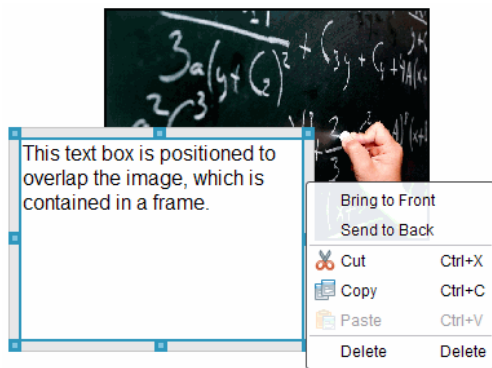 3a(y+
This text box is positioned to
overlap the image, which is
contained in a frame.
Bring to Front
Send to Back
Cut Ctrl+X
Copy Ctrl+C
Paste Ctrl+V
Delete Delete